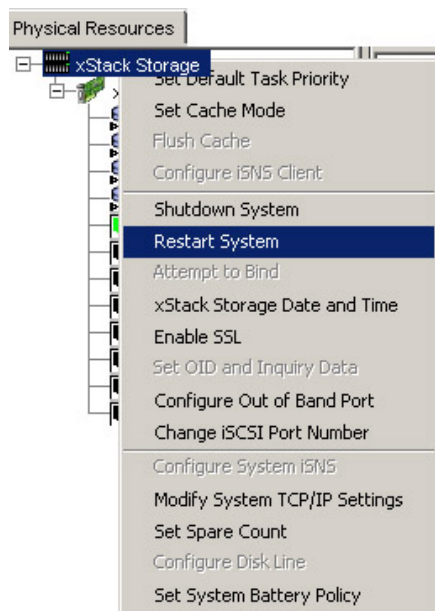 Physical Resources
xStack Storage
Set Default Task Priority
Set Cache Mode
Flush Cache
Configure iSNS Client
Shutdown System
Restart System
Attempt to Bind
xStack Storage Date and Time
Enable SSL
Set OID and Inquiry Data
Configure Out of Band Port
Change iSCSI Port Number
Configure System iSNS
Modify System TCP/IP Settings
Set Spare Count
Configure Disk Line
Set System Battery Policy